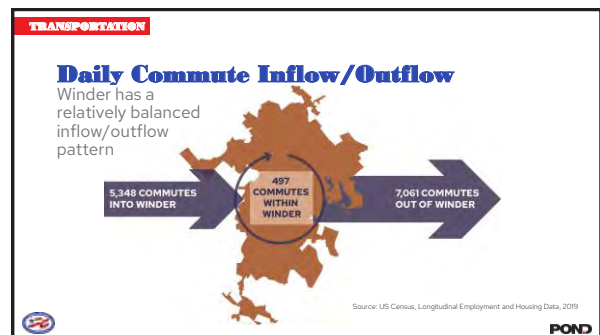 TRANSPORTATION
Daily Commute Inflow/Outflow
Winder has a
relatively balanced
inflow/outflow
pattern
5,348 COMMUTES
INTO WINDER
497
COMMUTES
WITHIN
WINDER
7,061 COMMUTES
OUT OF WINDER
Source: US Census, Longitudinal Employment and Housing Data, 2019
POND